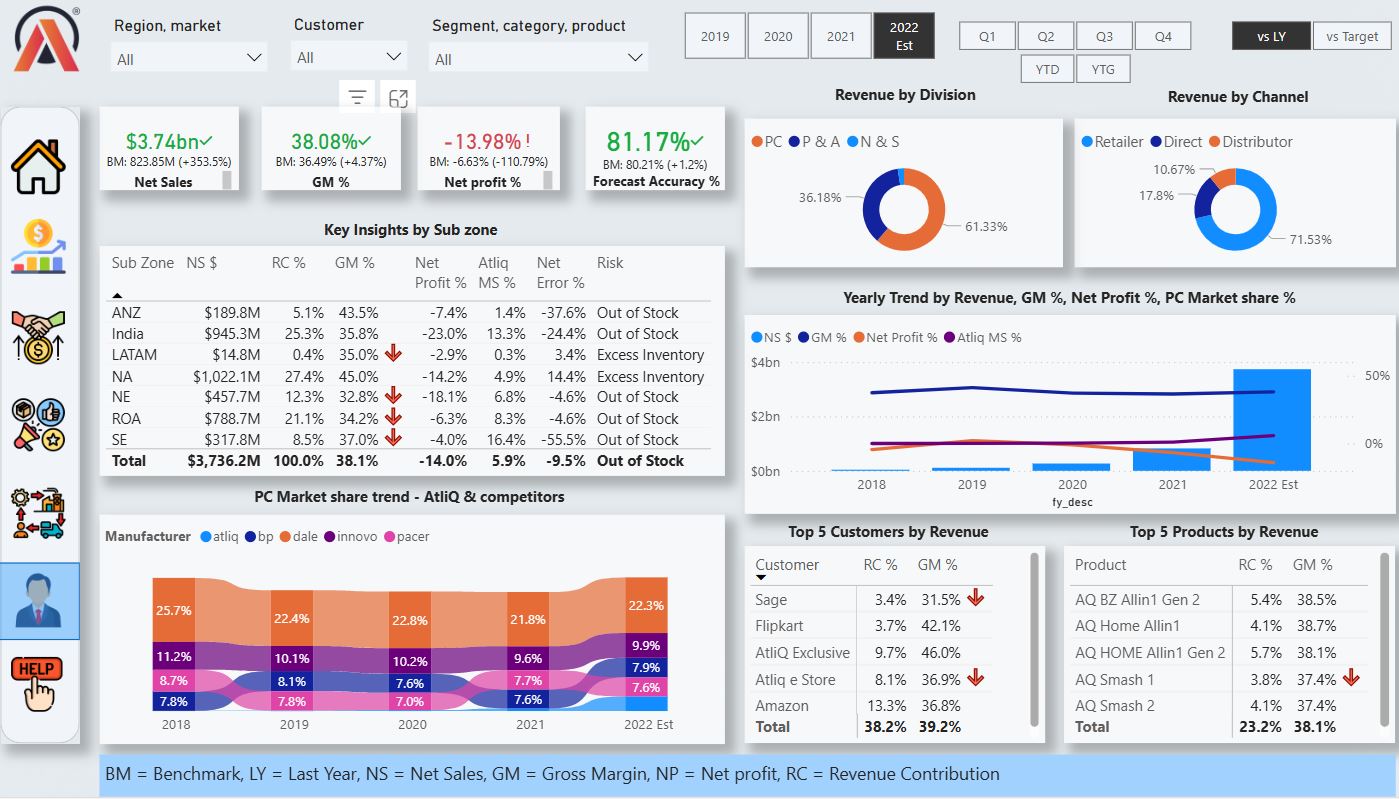 Region, market
All
Customer
All
Segment, category, product
All
2019
2020
2021
2022
Est
Q1
Q2
Q3
Q4
YTD
YTG
vs LY
vs Target
$3.74bn
BM: 823.85M (+353.5%)
Net Sales
38.08%
BM: 36.49% (+4.37%)
GM %
-13.98% !
BM: -6.63% (-110.79%)
Net profit %
81.17%
BM: 80.21% (+1.2%)
Forecast Accuracy %
Revenue by Division
PC P & A N & S
36.18%
61.33%
Revenue by Channel
Retailer Direct Distributor
10.67%
17.8%
71.53%
Key Insights by Sub zone
Sub Zone NS $ RC % GM % Net Profit % Atliq MS % Net Error % Risk
ANZ $189.8M 5.1% 43.5% -7.4% 1.4% -37.6% Out of Stock
India $945.3M 25.3% 35.8% -23.0% 13.3% -24.4% Out of Stock
LATAM $14.8M 0.4% 35.0% -2.9% 0.3% 3.4% Excess Inventory
NA $1,022.1M 27.4% 45.0% -14.2% 4.9% 14.4% Excess Inventory
NE $457.7M 12.3% 32.8% -18.1% 6.8% -4.6% Out of Stock
ROA $788.7M 21.1% 34.2% -6.3% 8.3% -4.6% Out of Stock
SE $317.8M 8.5% 37.0% -4.0% 16.4% -55.5% Out of Stock
Total $3,736.2M 100.0% 38.1% -14.0% 5.9% -9.5% Out of Stock
Yearly Trend by Revenue, GM %, Net Profit %, PC Market share %
NS $ GM % Net Profit % Atliq MS %
$4bn
$2bn
$0bn
50%
0%
2018 2019 2020 2021 2022 Est
fy_desc
PC Market share trend - AtliQ & competitors
Manufacturer atliq bp dale innovo pacer
25.7% 22.4% 22.8% 21.8% 22.3%
11.2% 10.1% 10.2% 9.6% 9.9%
8.7% 8.1% 7.6% 7.7% 7.9%
7.8% 7.8% 7.0% 7.6% 7.6%
2018 2019 2020 2021 2022 Est
Top 5 Customers by Revenue
Customer RC % GM %
Sage 3.4% 31.5%
Flipkart 3.7% 42.1%
AtliQ Exclusive 9.7% 46.0%
Atliq e Store 8.1% 36.9%
Amazon 13.3% 36.8%
Total 38.2% 39.2%
Top 5 Products by Revenue
Product RC % GM %
AQ BZ Allin1 Gen 2 5.4% 38.5%
AQ Home Allin1 4.1% 38.7%
AQ HOME Allin1 Gen 2 5.7% 38.1%
AQ Smash 1 3.8% 37.4%
AQ Smash 2 4.1% 37.4%
Total 23.2% 38.1%
HELP
BM = Benchmark, LY = Last Year, NS = Net Sales, GM = Gross Margin, NP = Net profit, RC = Revenue Contribution